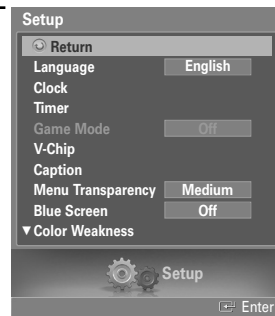 Setup
Return
Language English
Clock
Timer
Game Mode Off
V-Chip
Caption
Menu Transparency Medium
Blue Screen Off
▼ Color Weakness
Setup
Enter